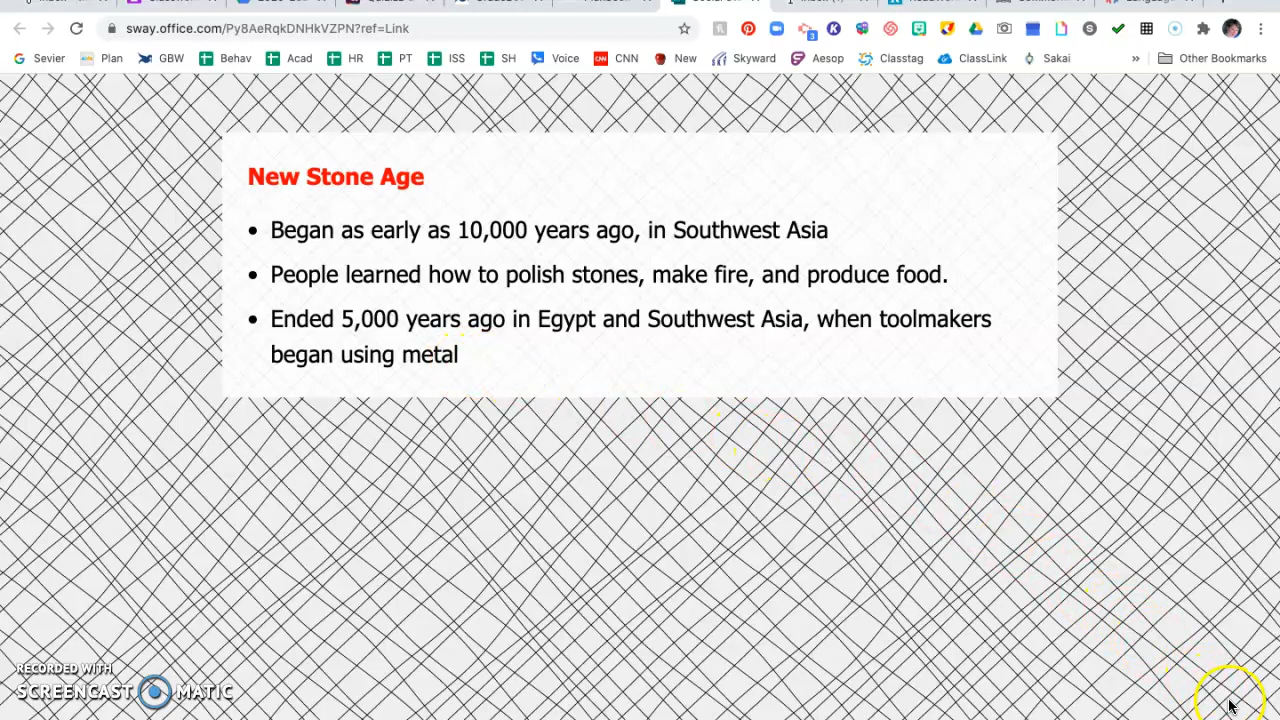 sway.office.com/Py8AeRqkDNHkVZPN?ref=Link
Sevier Plan GBW Behav Acad HR PT ISS SH Voice CNN New Skyward Aesop Classtag ClassLink Sakai » Other Bookmarks
New Stone Age
• Began as early as 10,000 years ago, in Southwest Asia
• People learned how to polish stones, make fire, and produce food.
• Ended 5,000 years ago in Egypt and Southwest Asia, when toolmakers
began using metal
RECORDED WITH
SCREENCAST MATIC